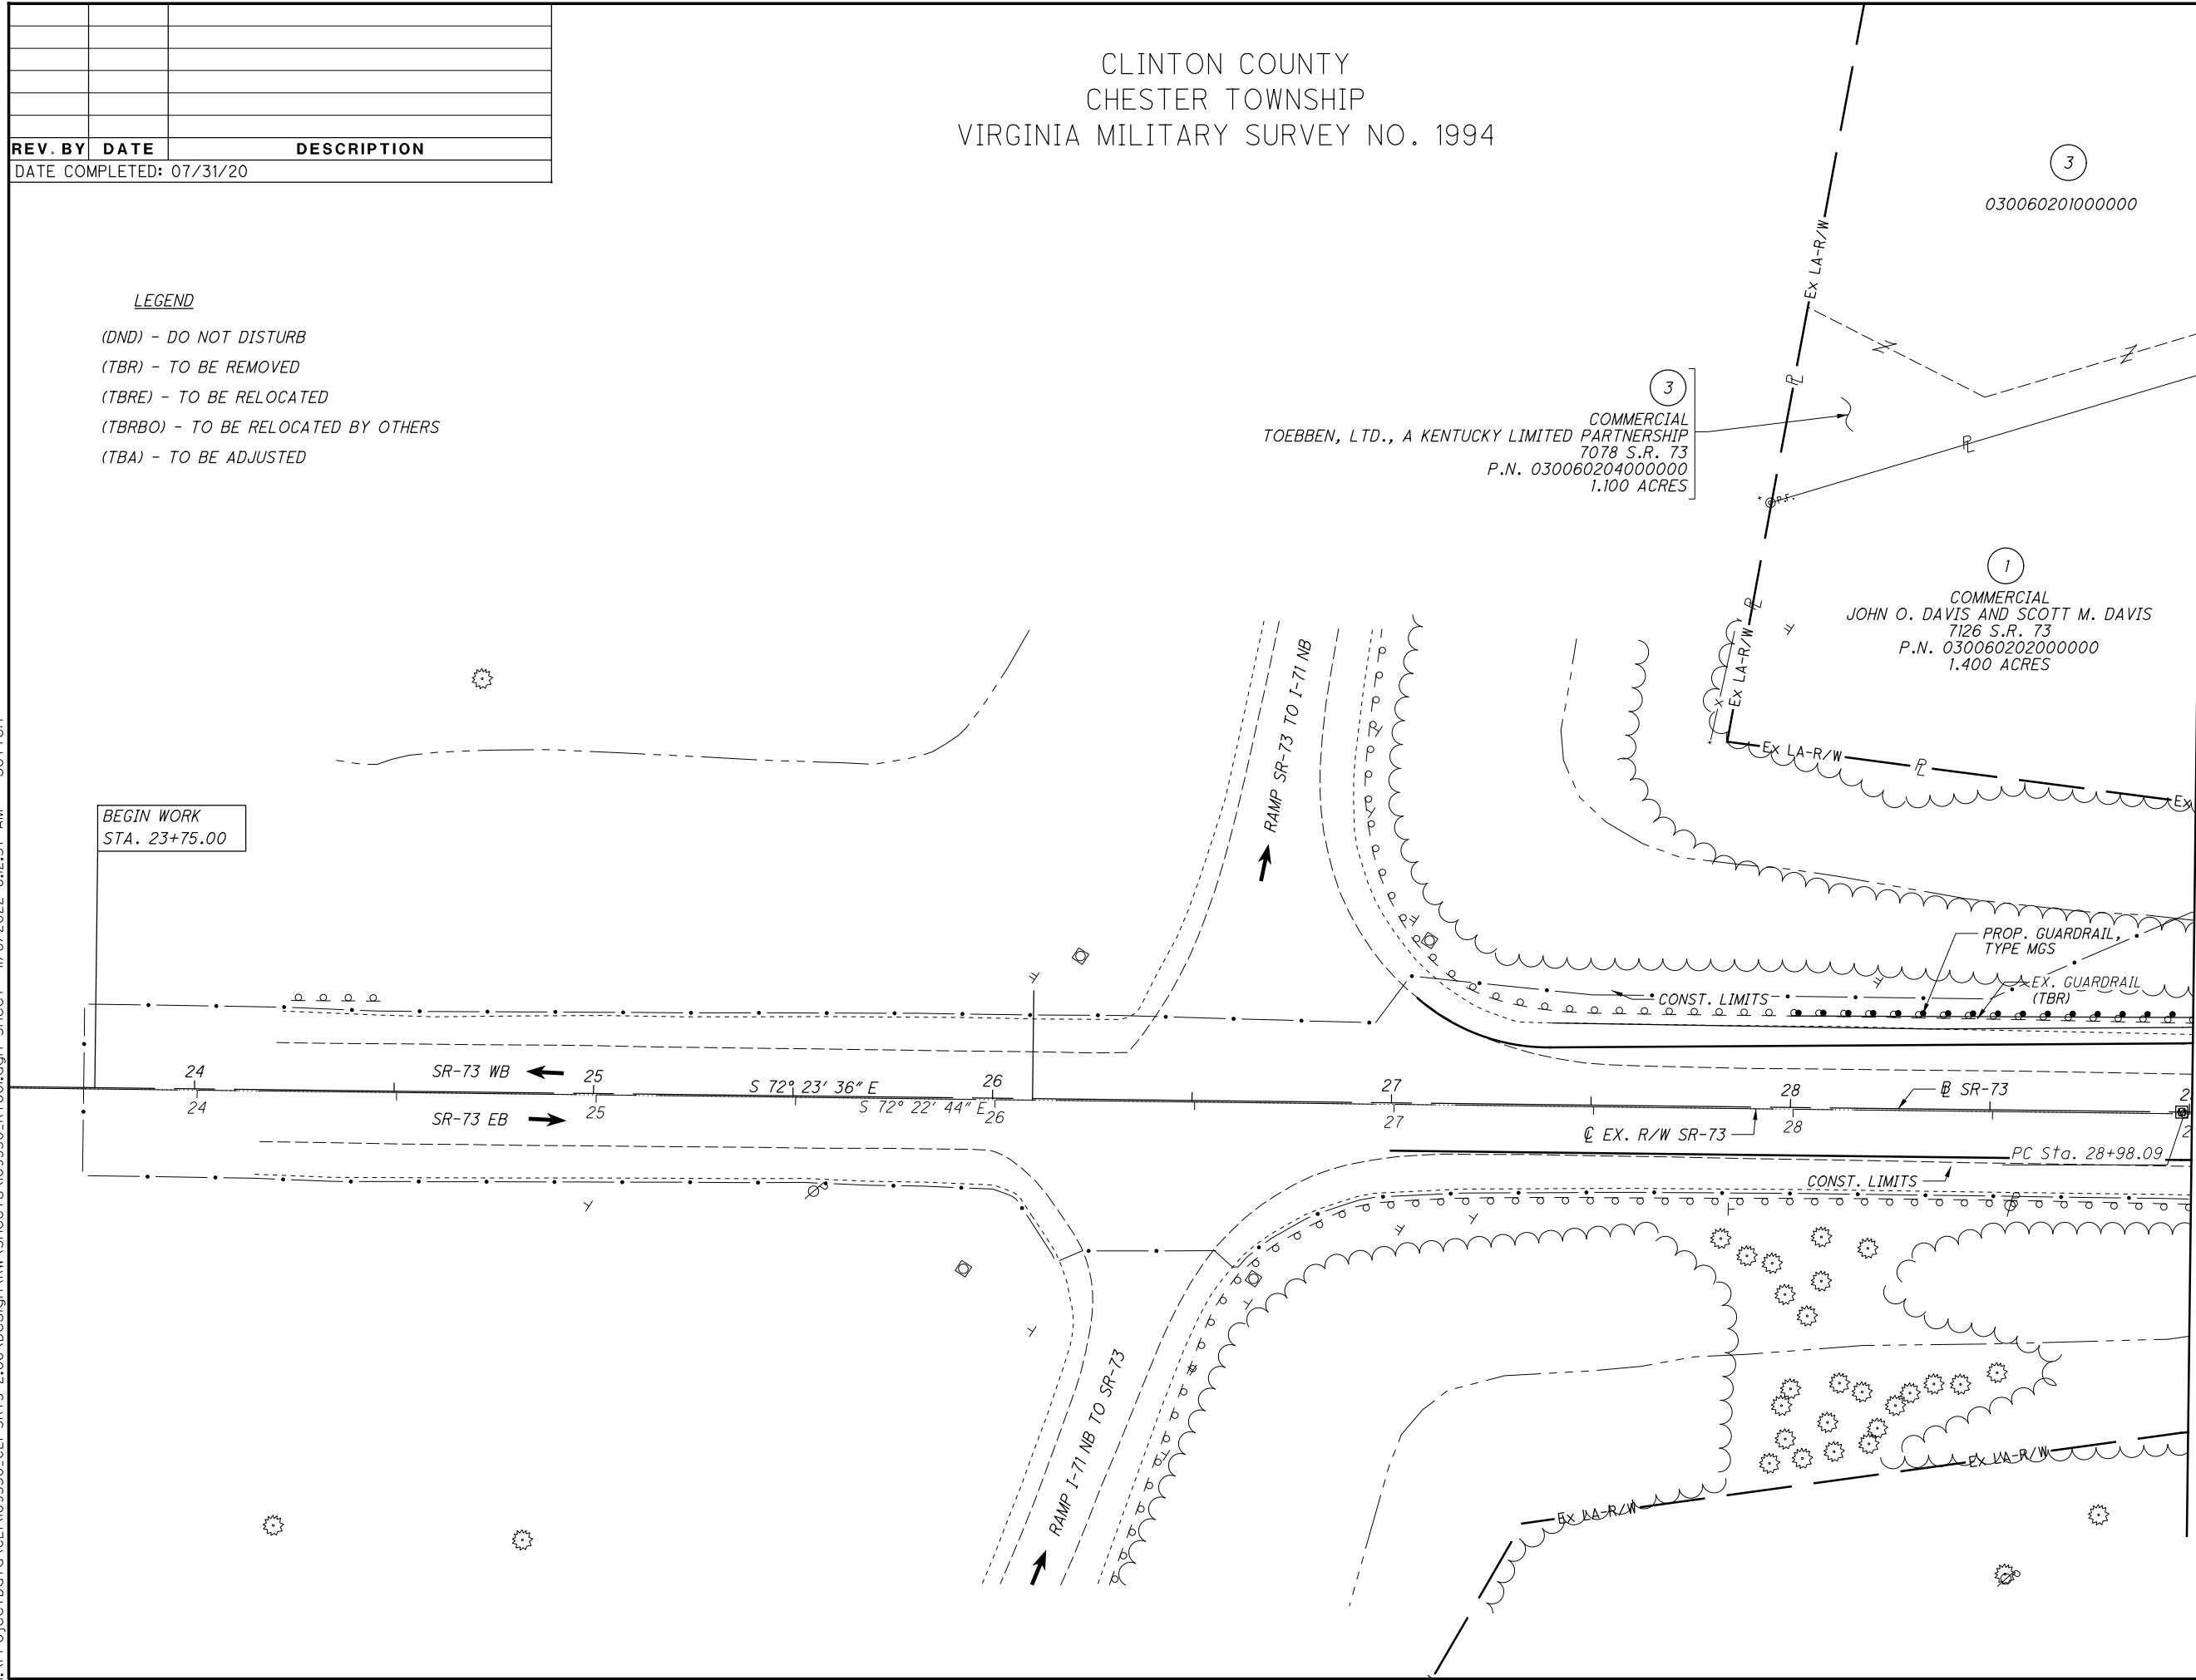 CLINTON COUNTY
CHESTER TOWNSHIP
VIRGINIA MILITARY SURVEY NO. 1994
REV. BY DATE DESCRIPTION
DATE COMPLETED: 07/31/20
3
030060201000000
LEGEND
(DND) - DO NOT DISTURB
(TBR) - TO BE REMOVED
(TBRE) - TO BE RELOCATED
(TBRBO) - TO BE RELOCATED BY OTHERS
(TBA) - TO BE ADJUSTED
Ex LA-R/W
PL
3
COMMERCIAL
TOEBBEN, LTD., A KENTUCKY LIMITED PARTNERSHIP
7078 S.R. 73
P.N. 030060204000000
1.100 ACRES
PL
P.F.
1
COMMERCIAL
JOHN O. DAVIS AND SCOTT M. DAVIS
7126 S.R. 73
P.N. 030060202000000
1.400 ACRES
PL
Ex LA-R/W
Ex LA-R/W
PL
Ex
RAMP SR-73 TO I-71 NB
BEGIN WORK
STA. 23+75.00
PROP. GUARDRAIL,
TYPE MGS
EX. GUARDRAIL
(TBR)
CONST. LIMITS
SR-73 WB
24 25 26 27 28
S 72° 23' 36" E
BL SR-73
24 25 26 27 28
S 72° 22' 44" E
SR-73 EB
CL EX. R/W SR-73
PC Sta. 28+98.09
CONST. LIMITS
RAMP I-71 NB TO SR-73
Ex LA-R/W
Ex LA-R/W